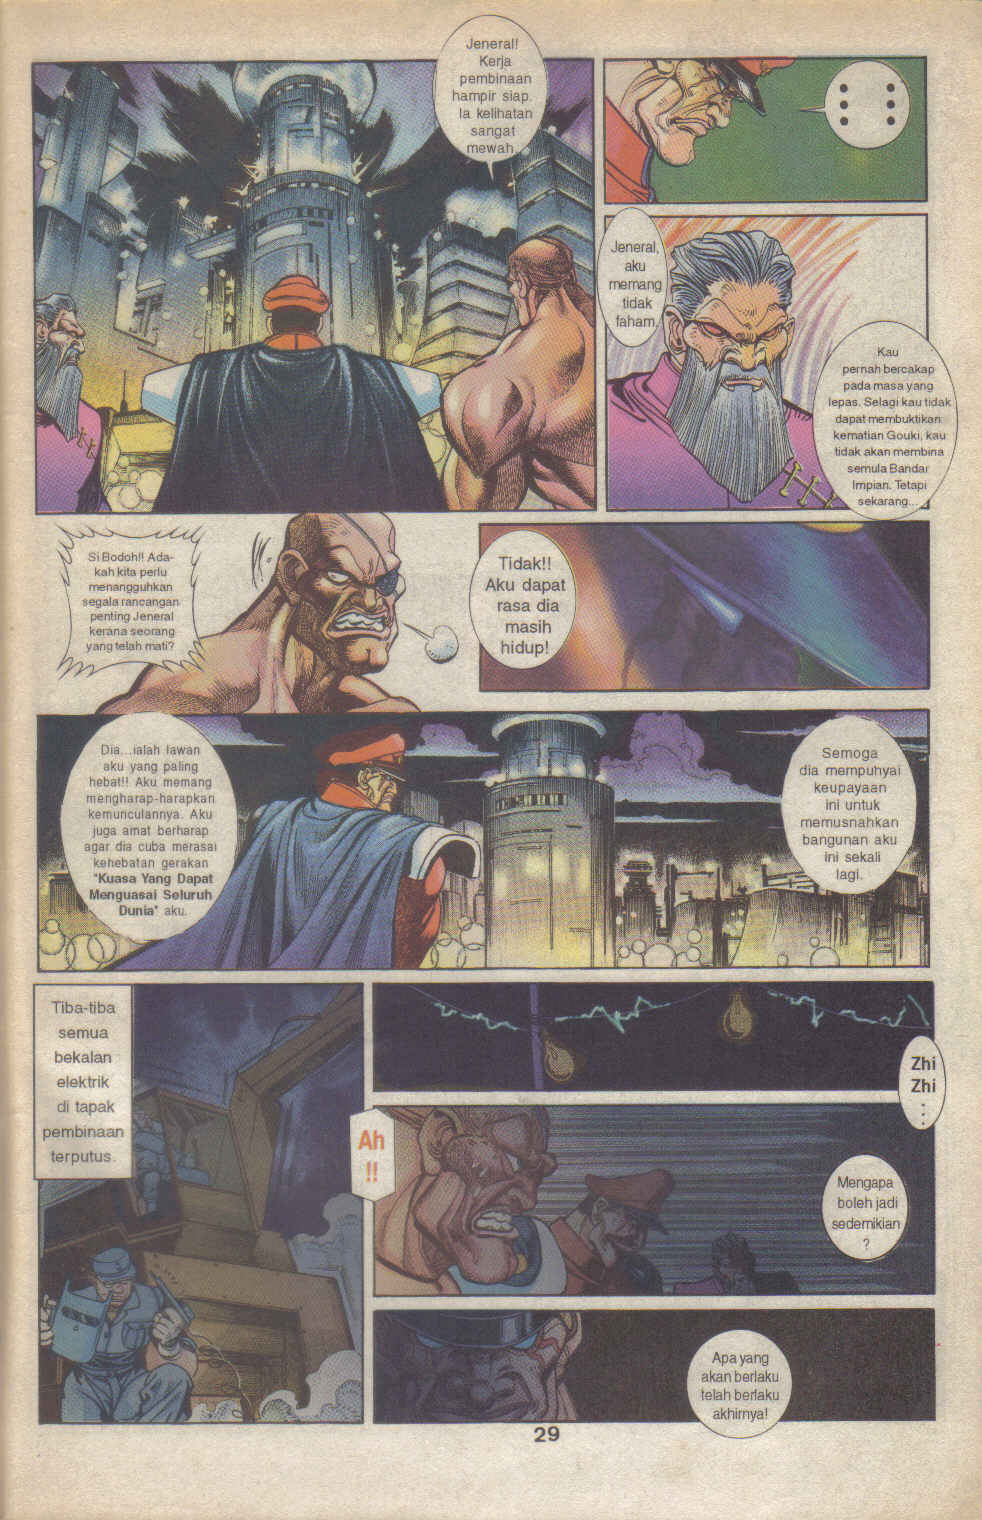 Jeneral!
Kerja
pembinaan
hampir siap.
Ia kelihatan
sangat
mewah.
Jeneral,
aku
memang
tidak
faham.
Kau
pernah bercakap
pada masa yang
lepas. Selagi kau tidak
dapat membuktikan
kematian Gouki, kau
tidak akan membina
semula Bandar
Impian. Tetapi
sekarang...
Si Bodoh!! Ada-
kah kita perlu
menangguhkan
segala rancangan
penting Jeneral
kerana seorang
yang telah mati?
Tidak!!
Aku dapat
rasa dia
masih
hidup!
Dia...ialah lawan
aku yang paling
hebat!! Aku memang
mengharap-harapkan
kemunculannya. Aku
juga amat berharap
agar dia cuba merasai
kehebatan gerakan
"Kuasa Yang Dapat
Menguasai Seluruh
Dunia" aku.
Semoga
dia mempuhyai
keupayaan
ini untuk
memusnahkan
bangunan aku
ini sekali
lagi.
Tiba-tiba
semua
bekalan
elektrik
di tapak
pembinaan
terputus.
Zhi
Zhi
...
Ah
!!
Mengapa
boleh jadi
sedemikian
?
Apa yang
akan berlaku
telah berlaku
akhirnya!
29